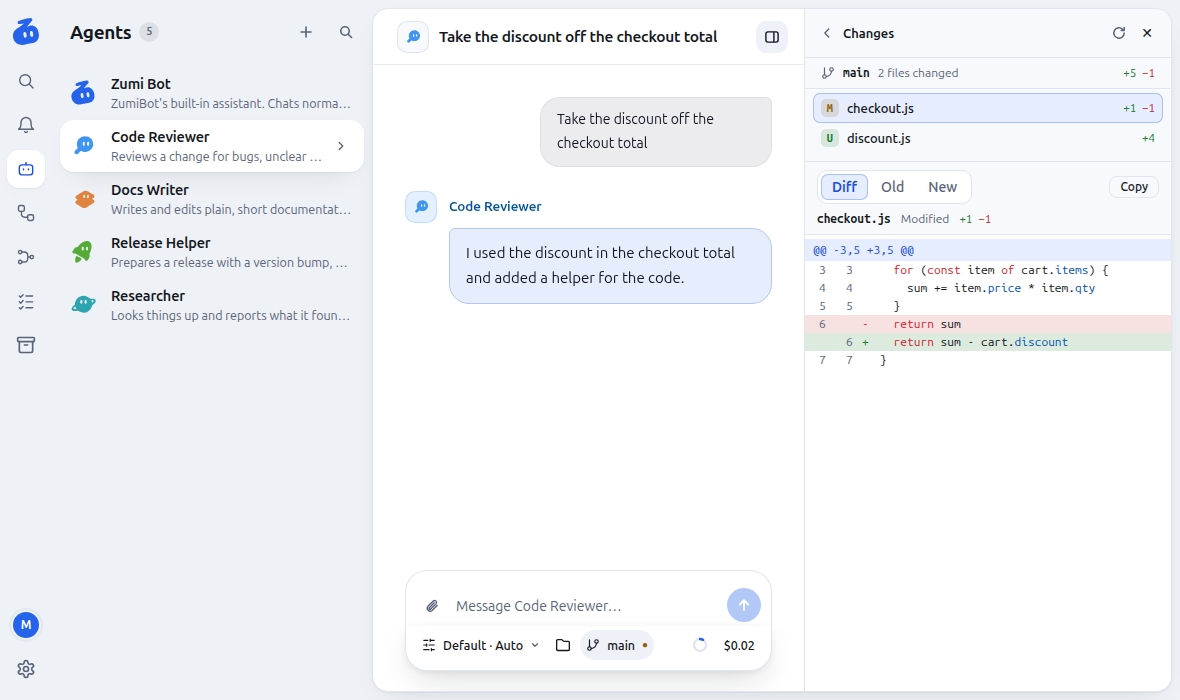 Agents 5
Zumi Bot
ZumiBot's built-in assistant. Chats norma…
Code Reviewer
Reviews a change for bugs, unclear …
Docs Writer
Writes and edits plain, short documentat…
Release Helper
Prepares a release with a version bump, …
Researcher
Looks things up and reports what it foun…
M
Take the discount off the checkout total
Take the discount off the
checkout total
Code Reviewer
I used the discount in the checkout total
and added a helper for the code.
Message Code Reviewer…
Default · Auto
main
$0.02
Changes
main 2 files changed +5 −1
M checkout.js +1 −1
U discount.js +4
Diff Old New Copy
checkout.js Modified +1 −1
@@ -3,5 +3,5 @@
3 3 for (const item of cart.items) {
4 4 sum += item.price * item.qty
5 5 }
6 - return sum
6 + return sum - cart.discount
7 7 }